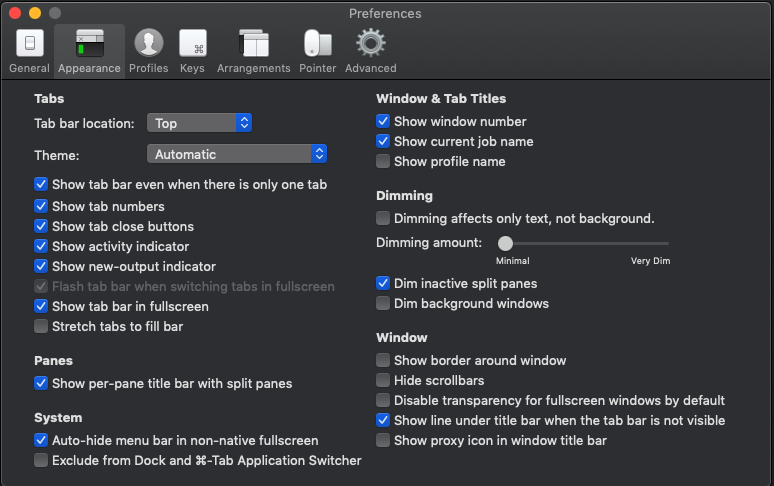 Preferences
General
Appearance
Profiles
Keys
Arrangements
Pointer
Advanced
Tabs
Tab bar location: Top
Theme: Automatic
Show tab bar even when there is only one tab
Show tab numbers
Show tab close buttons
Show activity indicator
Show new-output indicator
Flash tab bar when switching tabs in fullscreen
Show tab bar in fullscreen
Stretch tabs to fill bar
Panes
Show per-pane title bar with split panes
System
Auto-hide menu bar in non-native fullscreen
Exclude from Dock and ⌘-Tab Application Switcher
Window & Tab Titles
Show window number
Show current job name
Show profile name
Dimming
Dimming affects only text, not background.
Dimming amount:
Minimal Very Dim
Dim inactive split panes
Dim background windows
Window
Show border around window
Hide scrollbars
Disable transparency for fullscreen windows by default
Show line under title bar when the tab bar is not visible
Show proxy icon in window title bar